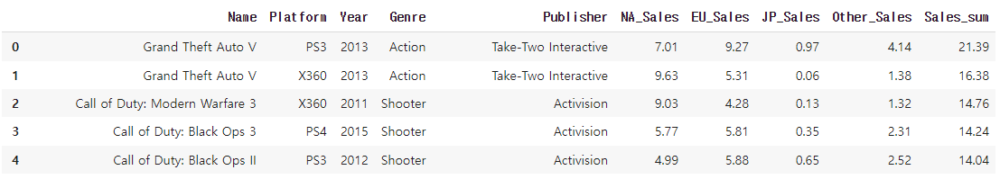 Name Platform Year Genre Publisher NA_Sales EU_Sales JP_Sales Other_Sales Sales_sum
0 Grand Theft Auto V PS3 2013 Action Take-Two Interactive 7.01 9.27 0.97 4.14 21.39
1 Grand Theft Auto V X360 2013 Action Take-Two Interactive 9.63 5.31 0.06 1.38 16.38
2 Call of Duty: Modern Warfare 3 X360 2011 Shooter Activision 9.03 4.28 0.13 1.32 14.76
3 Call of Duty: Black Ops 3 PS4 2015 Shooter Activision 5.77 5.81 0.35 2.31 14.24
4 Call of Duty: Black Ops II PS3 2012 Shooter Activision 4.99 5.88 0.65 2.52 14.04